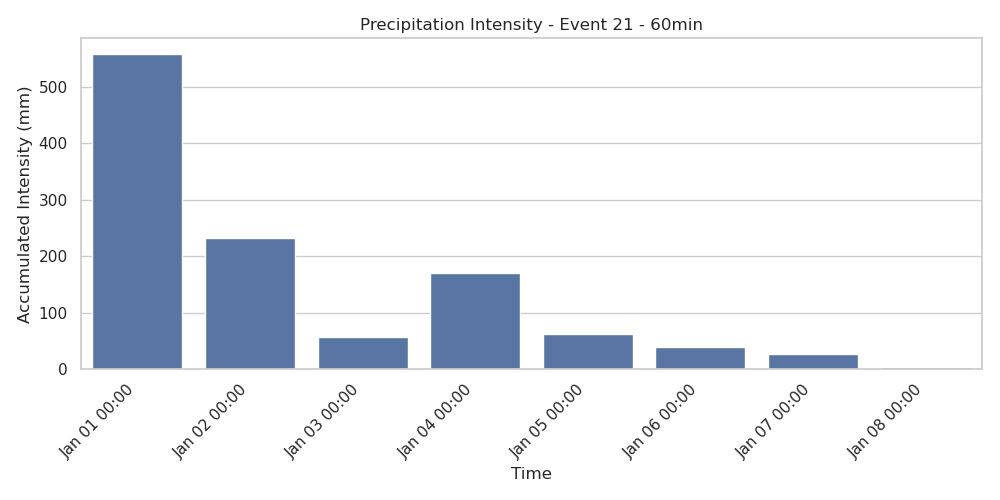 Precipitation Intensity - Event 21 - 60min
Accumulated Intensity (mm)
500
400
300
200
100
0
Jan 01 00:00
Jan 02 00:00
Jan 03 00:00
Jan 04 00:00
Jan 05 00:00
Jan 06 00:00
Jan 07 00:00
Jan 08 00:00
Time